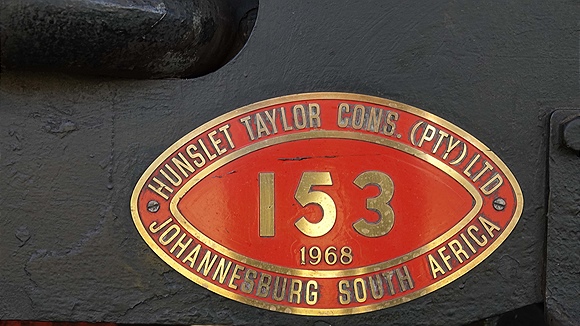 HUNSLET TAYLOR CONS. (PTY) LTD
153
1968
JOHANNESBURG SOUTH AFRICA